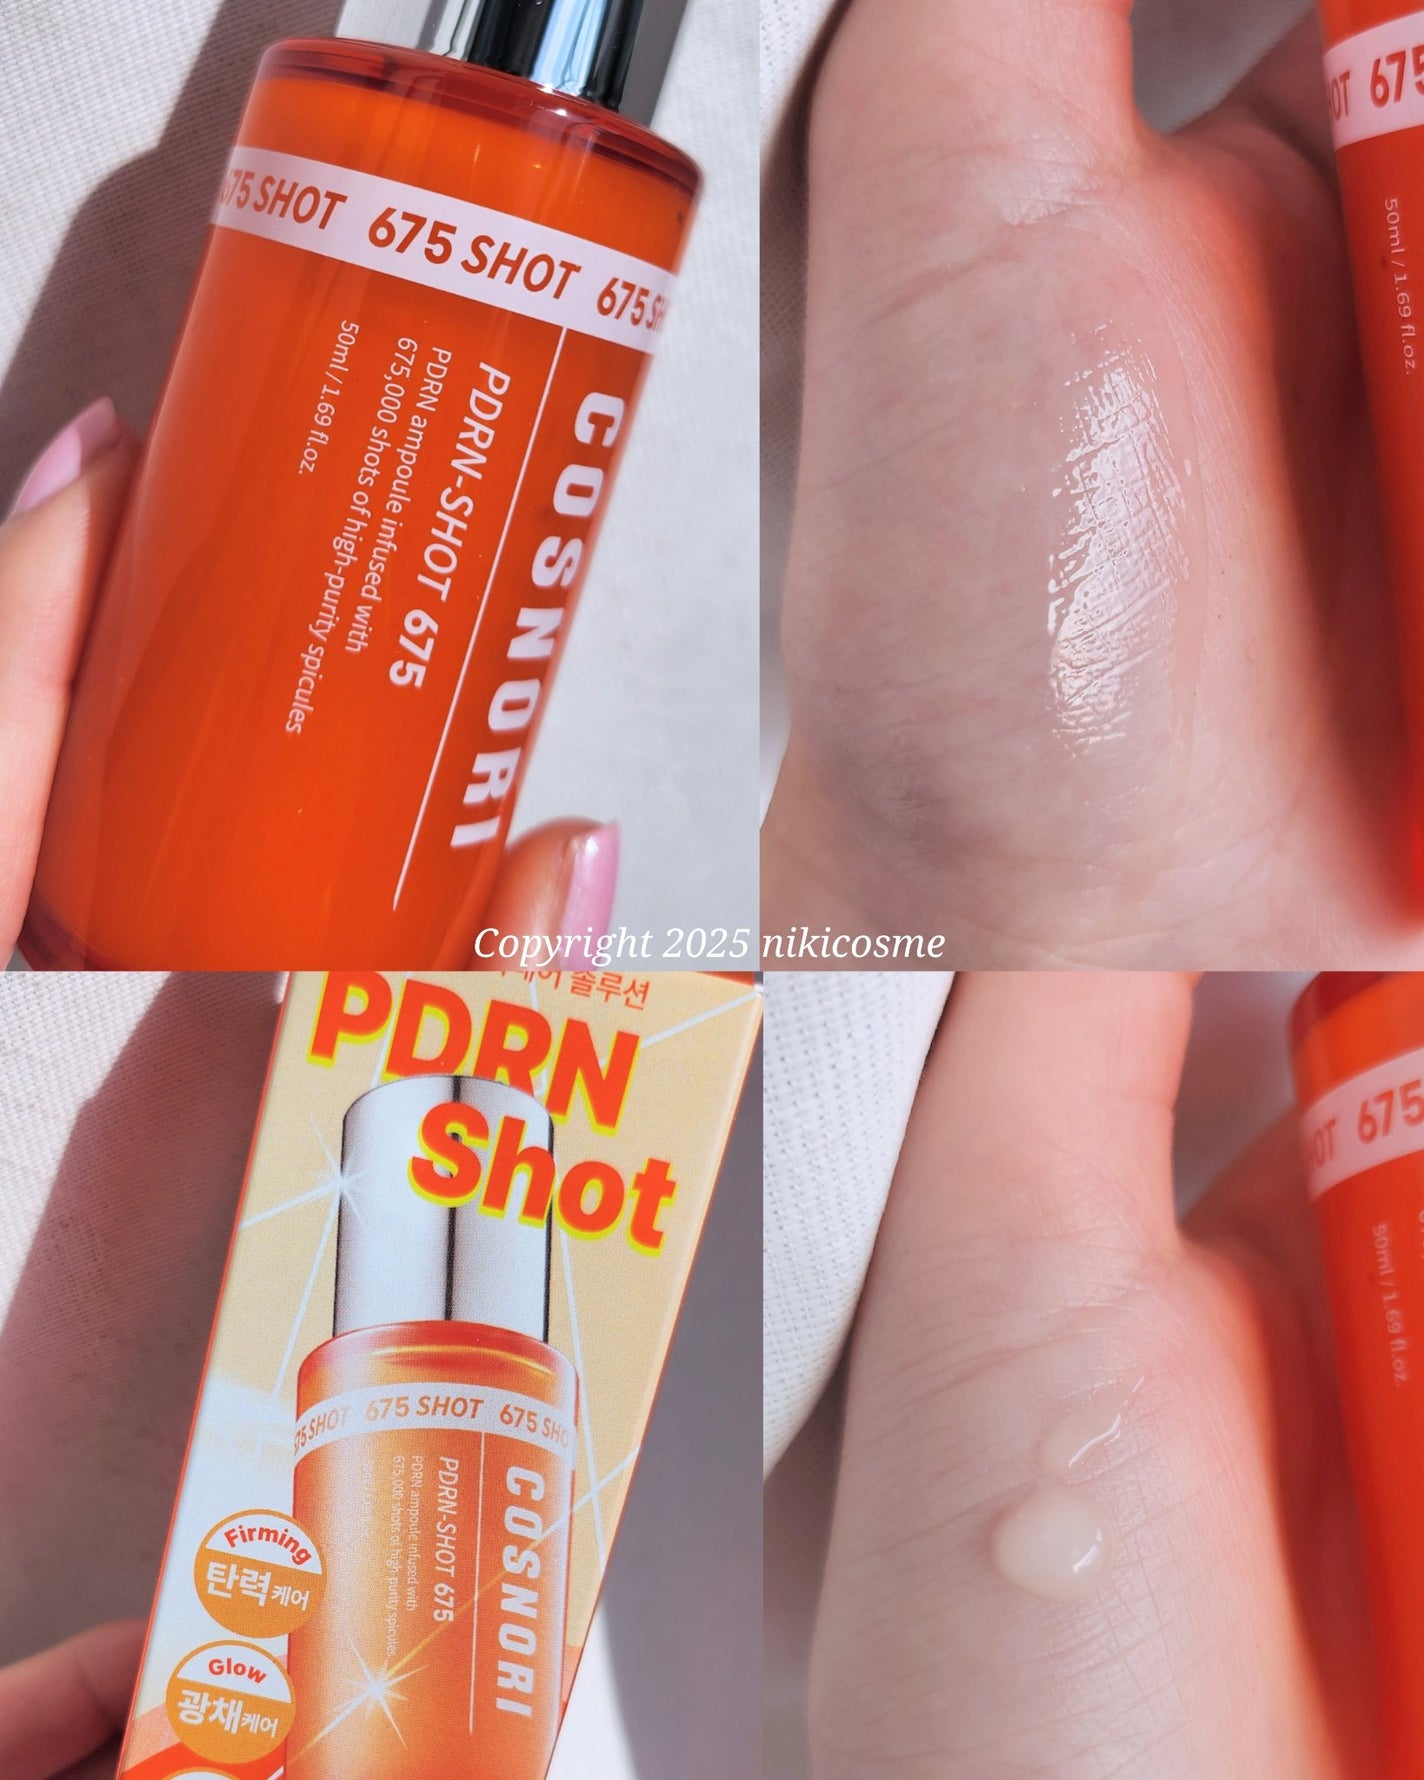 675 SHOT 675 SHOT 675 SH
COSNORI
PDRN-SHOT 675
PDRN ampoule infused with
675,000 shots of high-purity spicules
50ml / 1.69 fl.oz.
OT 675
50ml / 1.69 fl.oz.
Copyright 2025 nikicosme
솔루션
PDRN
Shot
75 SHOT 675 SHOT 675 SHO
COSNORI
PDRN-SHOT 675
PDRN ampoule infused with
675,000 shots of high-purity spicules
Firming
탄력케어
Glow
광채케어
OT 675
50ml / 1.69 fl.oz.